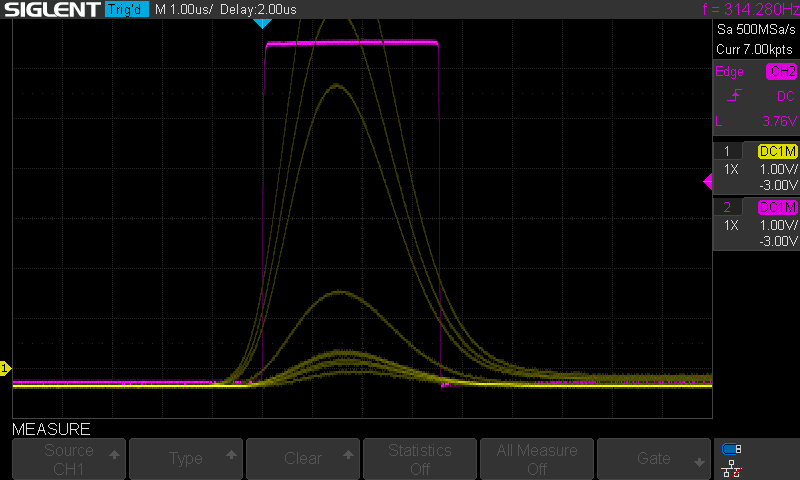 SIGLENT Trig'd M 1.00us/ Delay:2.00us f = 314.280Hz
Sa 500MSa/s
Curr 7.00kpts
Edge CH2
DC
L 3.76V
1 DC1M
1X 1.00V/
-3.00V
2 DC1M
1X 1.00V/
-3.00V
1
MEASURE
Source
CH1
Type
Clear
Statistics
Off
All Measure
Off
Gate